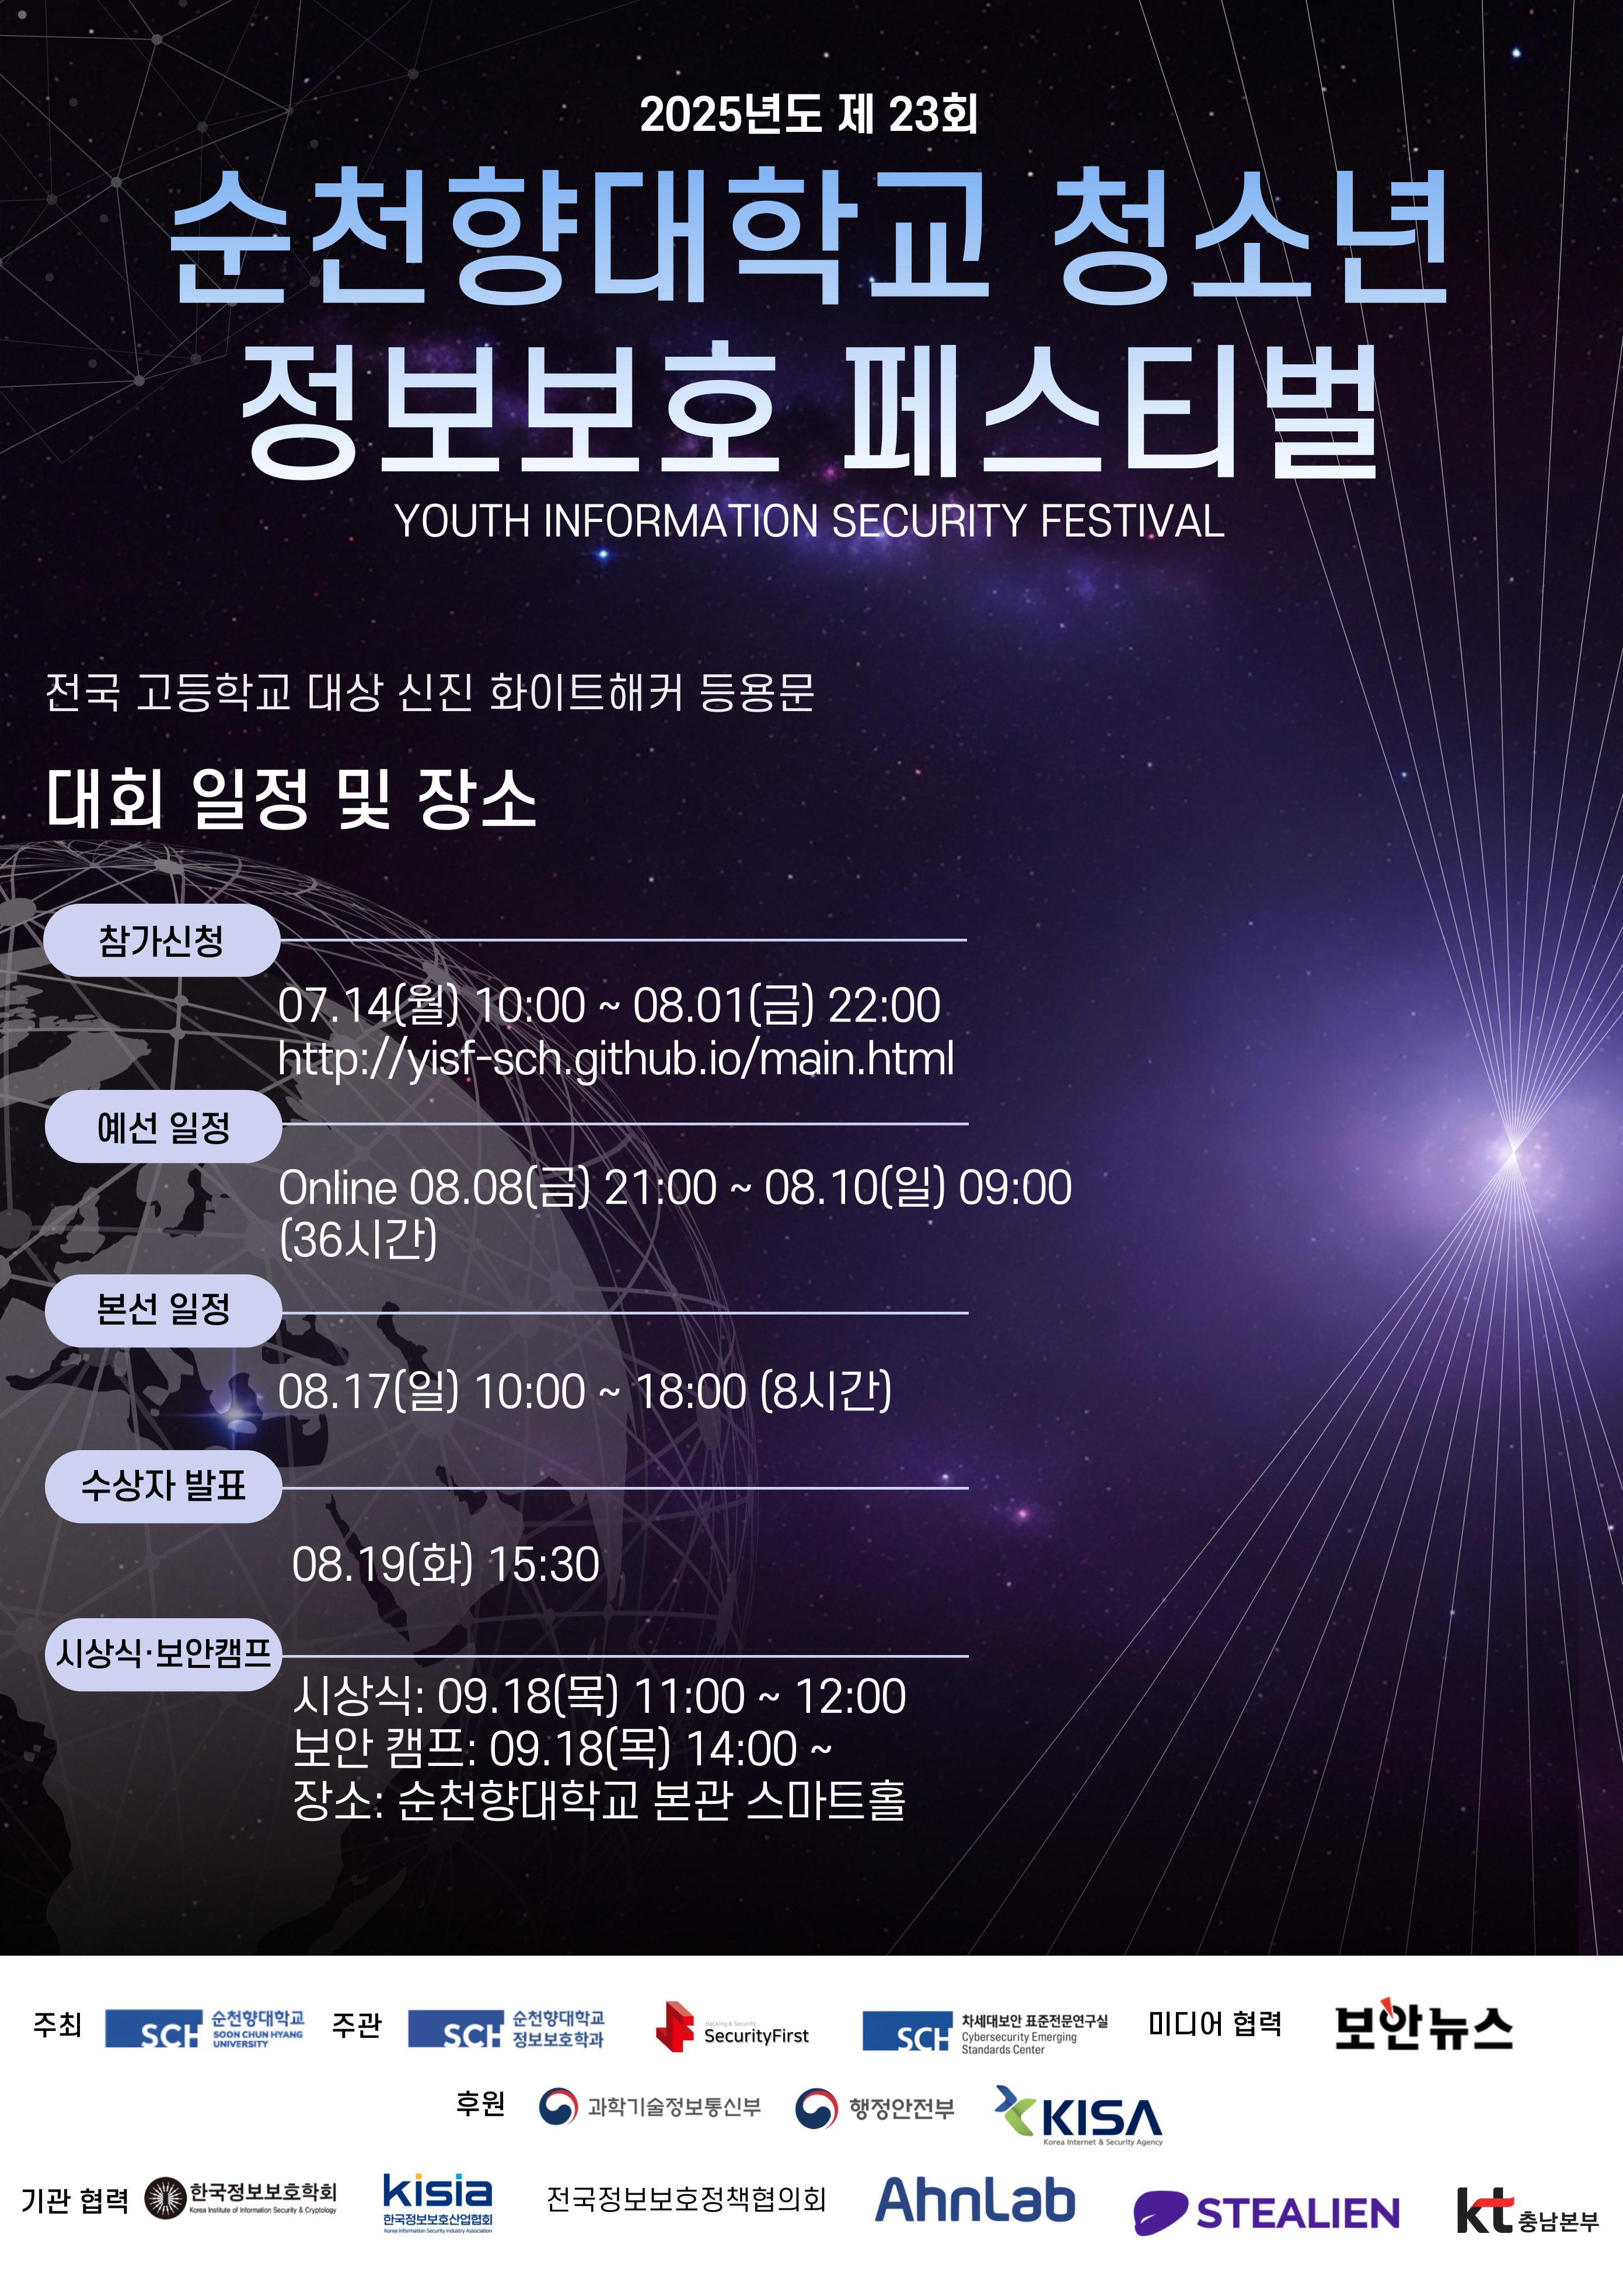 2025년도 제 23회
순천향대학교 청소년
정보보호 페스티벌
YOUTH INFORMATION SECURITY FESTIVAL
전국 고등학교 대상 신진 화이트해커 등용문
대회 일정 및 장소
참가신청
07.14(월) 10:00 ~ 08.01(금) 22:00
http://yisf-sch.github.io/main.html
예선 일정
Online 08.08(금) 21:00 ~ 08.10(일) 09:00
(36시간)
본선 일정
08.17(일) 10:00 ~ 18:00 (8시간)
수상자 발표
08.19(화) 15:30
시상식·보안캠프
시상식: 09.18(목) 11:00 ~ 12:00
보안 캠프: 09.18(목) 14:00 ~
장소: 순천향대학교 본관 스마트홀
주최
SCH
순천향대학교
SOON CHUN HYANG
UNIVERSITY
주관
SCH
순천향대학교
정보보호학과
Hacking & Security
SecurityFirst
SCH
차세대보안 표준전문연구실
Cybersecurity Emerging
Standards Center
미디어 협력
보안뉴스
후원
과학기술정보통신부
행정안전부
KISA
Korea Internet & Security Agency
기관 협력
한국정보보호학회
Korea Institute of Information Security & Cryptology
kisia
한국정보보호산업협회
Korea Information Security Industry Association
전국정보보호정책협의회
AhnLab
STEALIEN
kt 충남본부